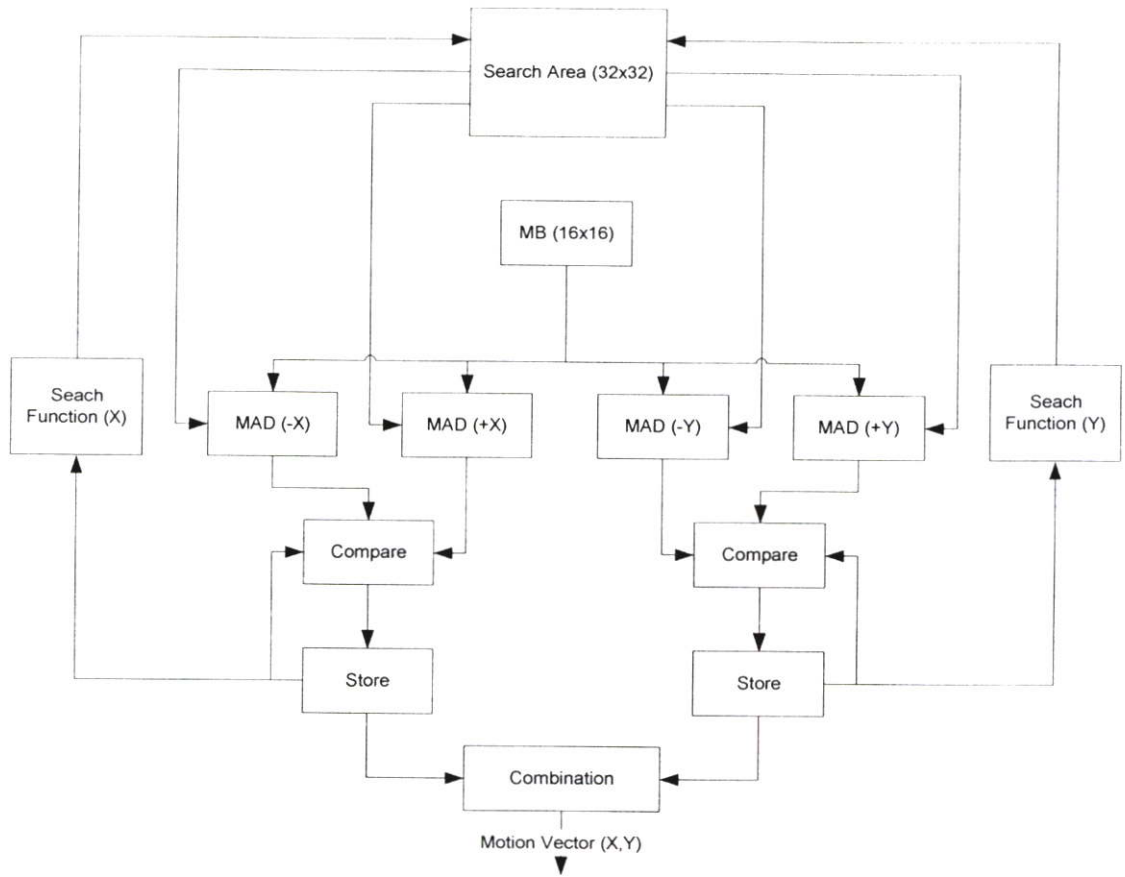 Search Area (32x32)
MB (16x16)
Seach
Function (X)
MAD (-X)
MAD (+X)
MAD (-Y)
MAD (+Y)
Seach
Function (Y)
Compare
Compare
Store
Store
Combination
Motion Vector (X,Y)